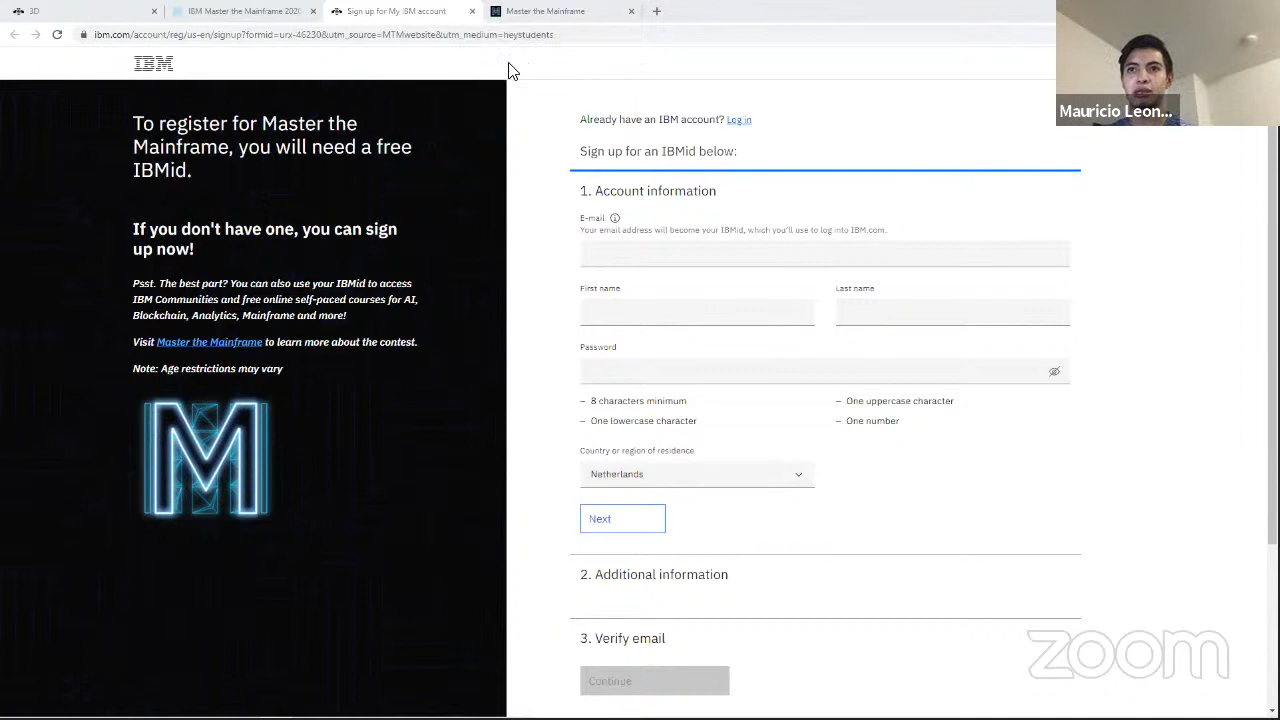 3D
IBM Master the Mainframe 2020
Sign up for My IBM account
Master the Mainframe
ibm.com/account/reg/us-en/signup?formid=urx-46230&utm_source=MTMwebsite&utm_medium=heystudents
IBM
Mauricio Leon...
To register for Master the
Mainframe, you will need a free
IBMid.
If you don't have one, you can sign
up now!
Psst. The best part? You can also use your IBMid to access
IBM Communities and free online self-paced courses for AI,
Blockchain, Analytics, Mainframe and more!
Visit Master the Mainframe to learn more about the contest.
Note: Age restrictions may vary
M
Already have an IBM account? Log in
Sign up for an IBMid below:
1. Account information
E-mail
Your email address will become your IBMid, which you'll use to log into IBM.com.
First name
Last name
Password
– 8 characters minimum
– One uppercase character
– One lowercase character
– One number
Country or region of residence
Netherlands
Next
2. Additional information
3. Verify email
Continue
zoom